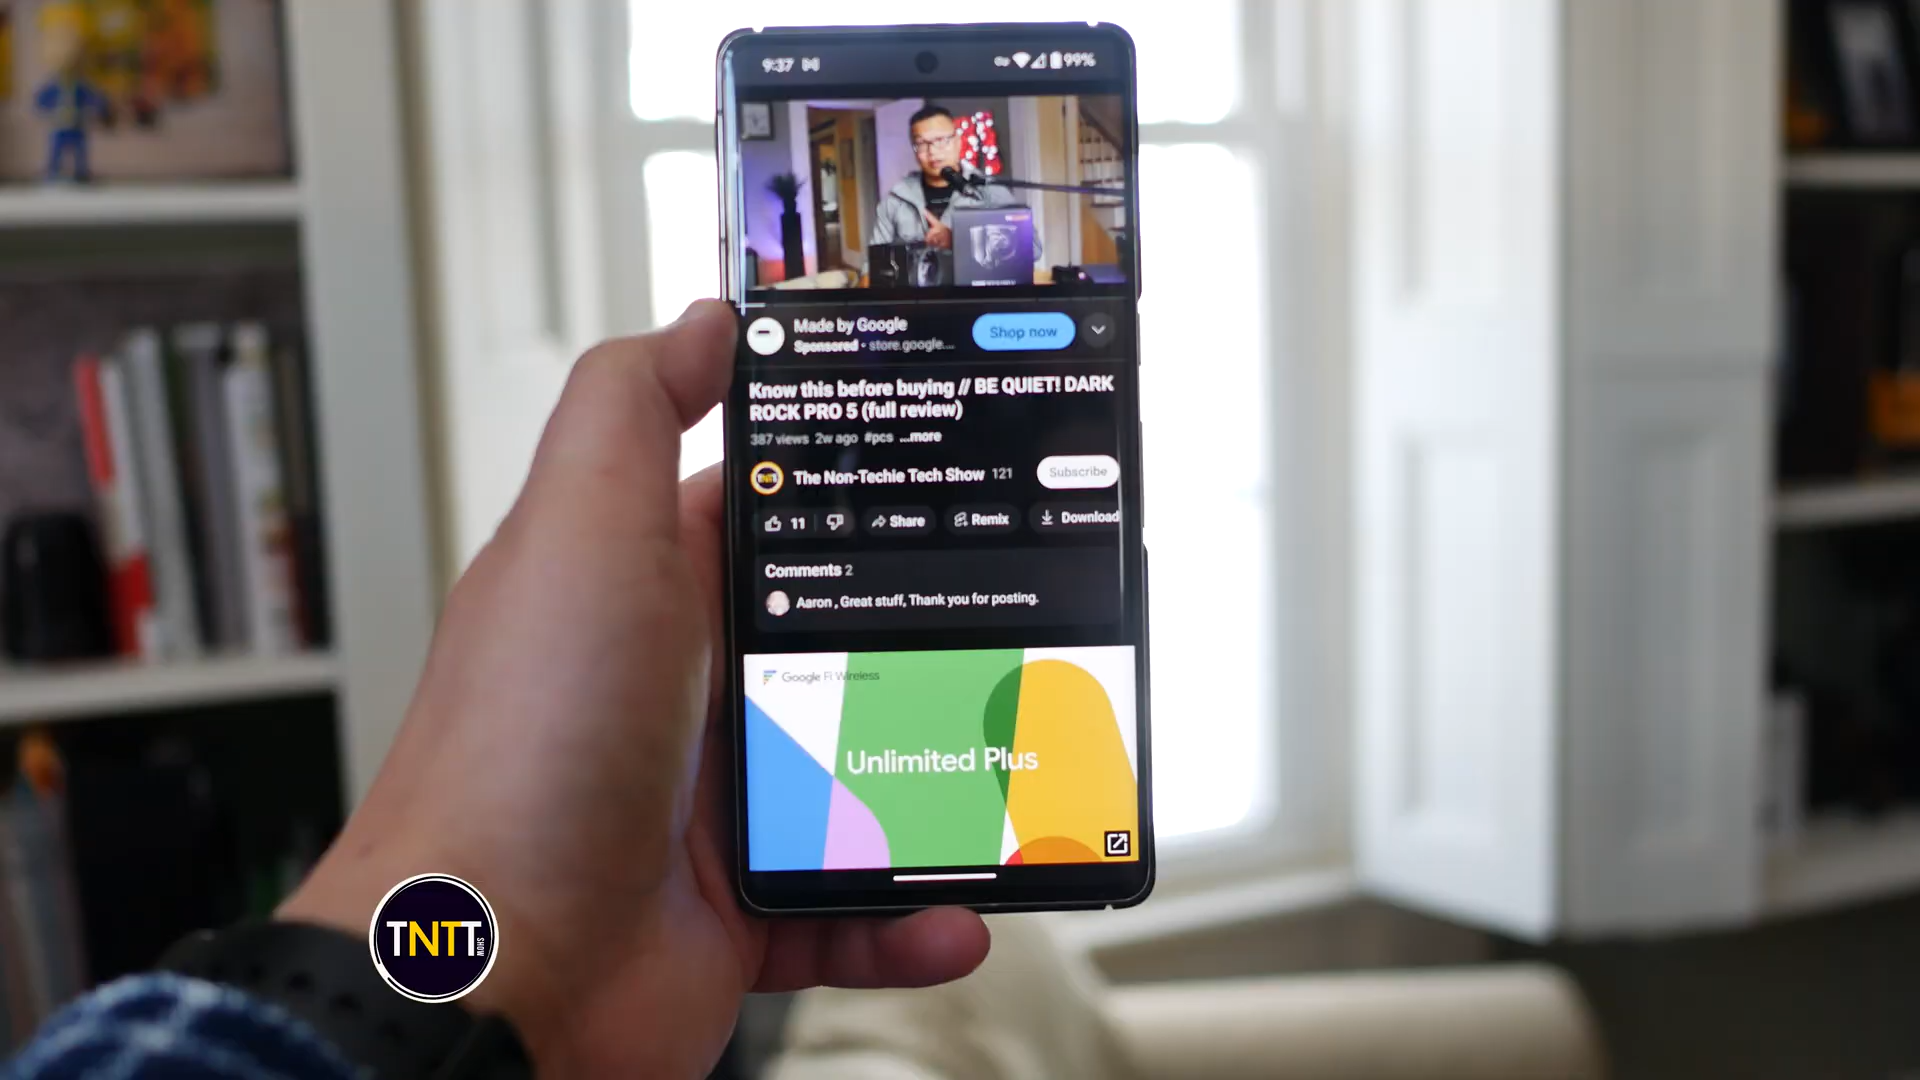 9:37
99%
Made by Google
Shop now
Sponsored • store.google....
Know this before buying // BE QUIET! DARK
ROCK PRO 5 (full review)
387 views 2w ago #pcs ...more
TNTT
The Non-Techie Tech Show 121
Subscribe
11
Share
Remix
Download
Comments 2
Aaron , Great stuff, Thank you for posting.
Google Fi Wireless
Unlimited Plus
TNTT
SHOW